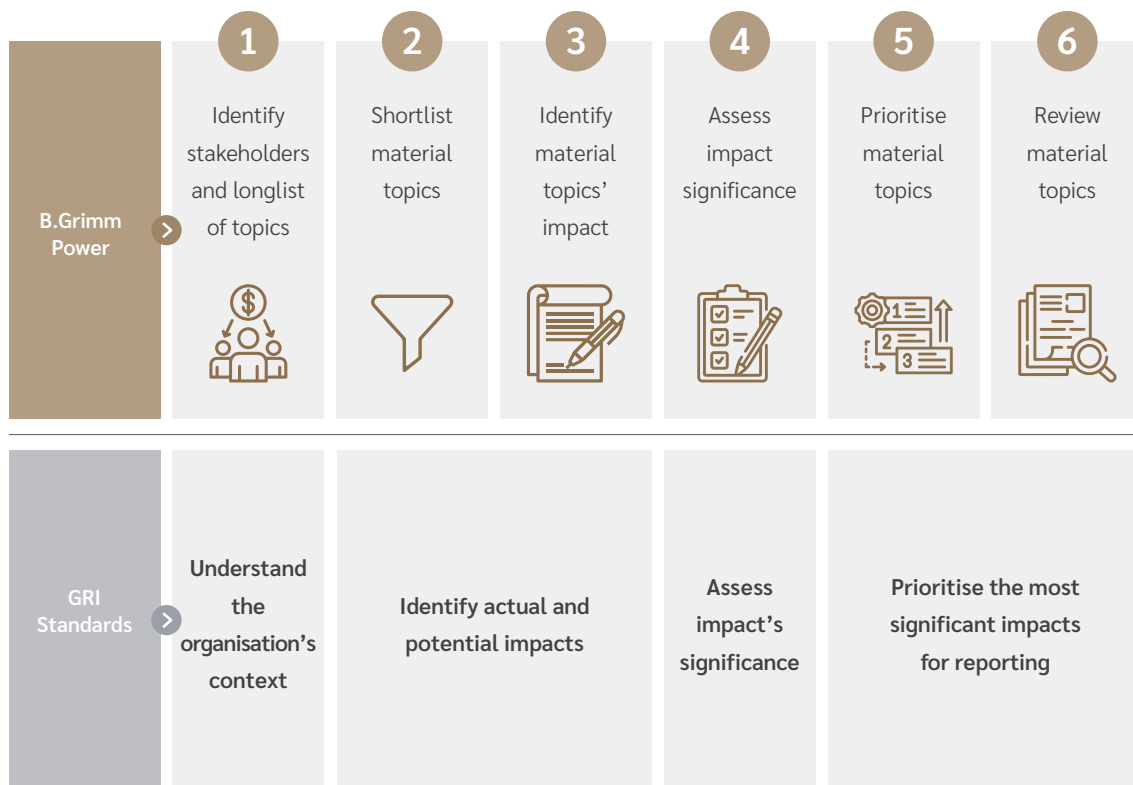 1
2
3
4
5
6
B.Grimm
Power
Identify
stakeholders
and longlist
of topics
Shortlist
material
topics
Identify
material
topics’
impact
Assess
impact
significance
Prioritise
material
topics
Review
material
topics
$
1
2
3
GRI
Standards
Understand
the
organisation’s
context
Identify actual and
potential impacts
Assess
impact’s
significance
Prioritise the most
significant impacts
for reporting